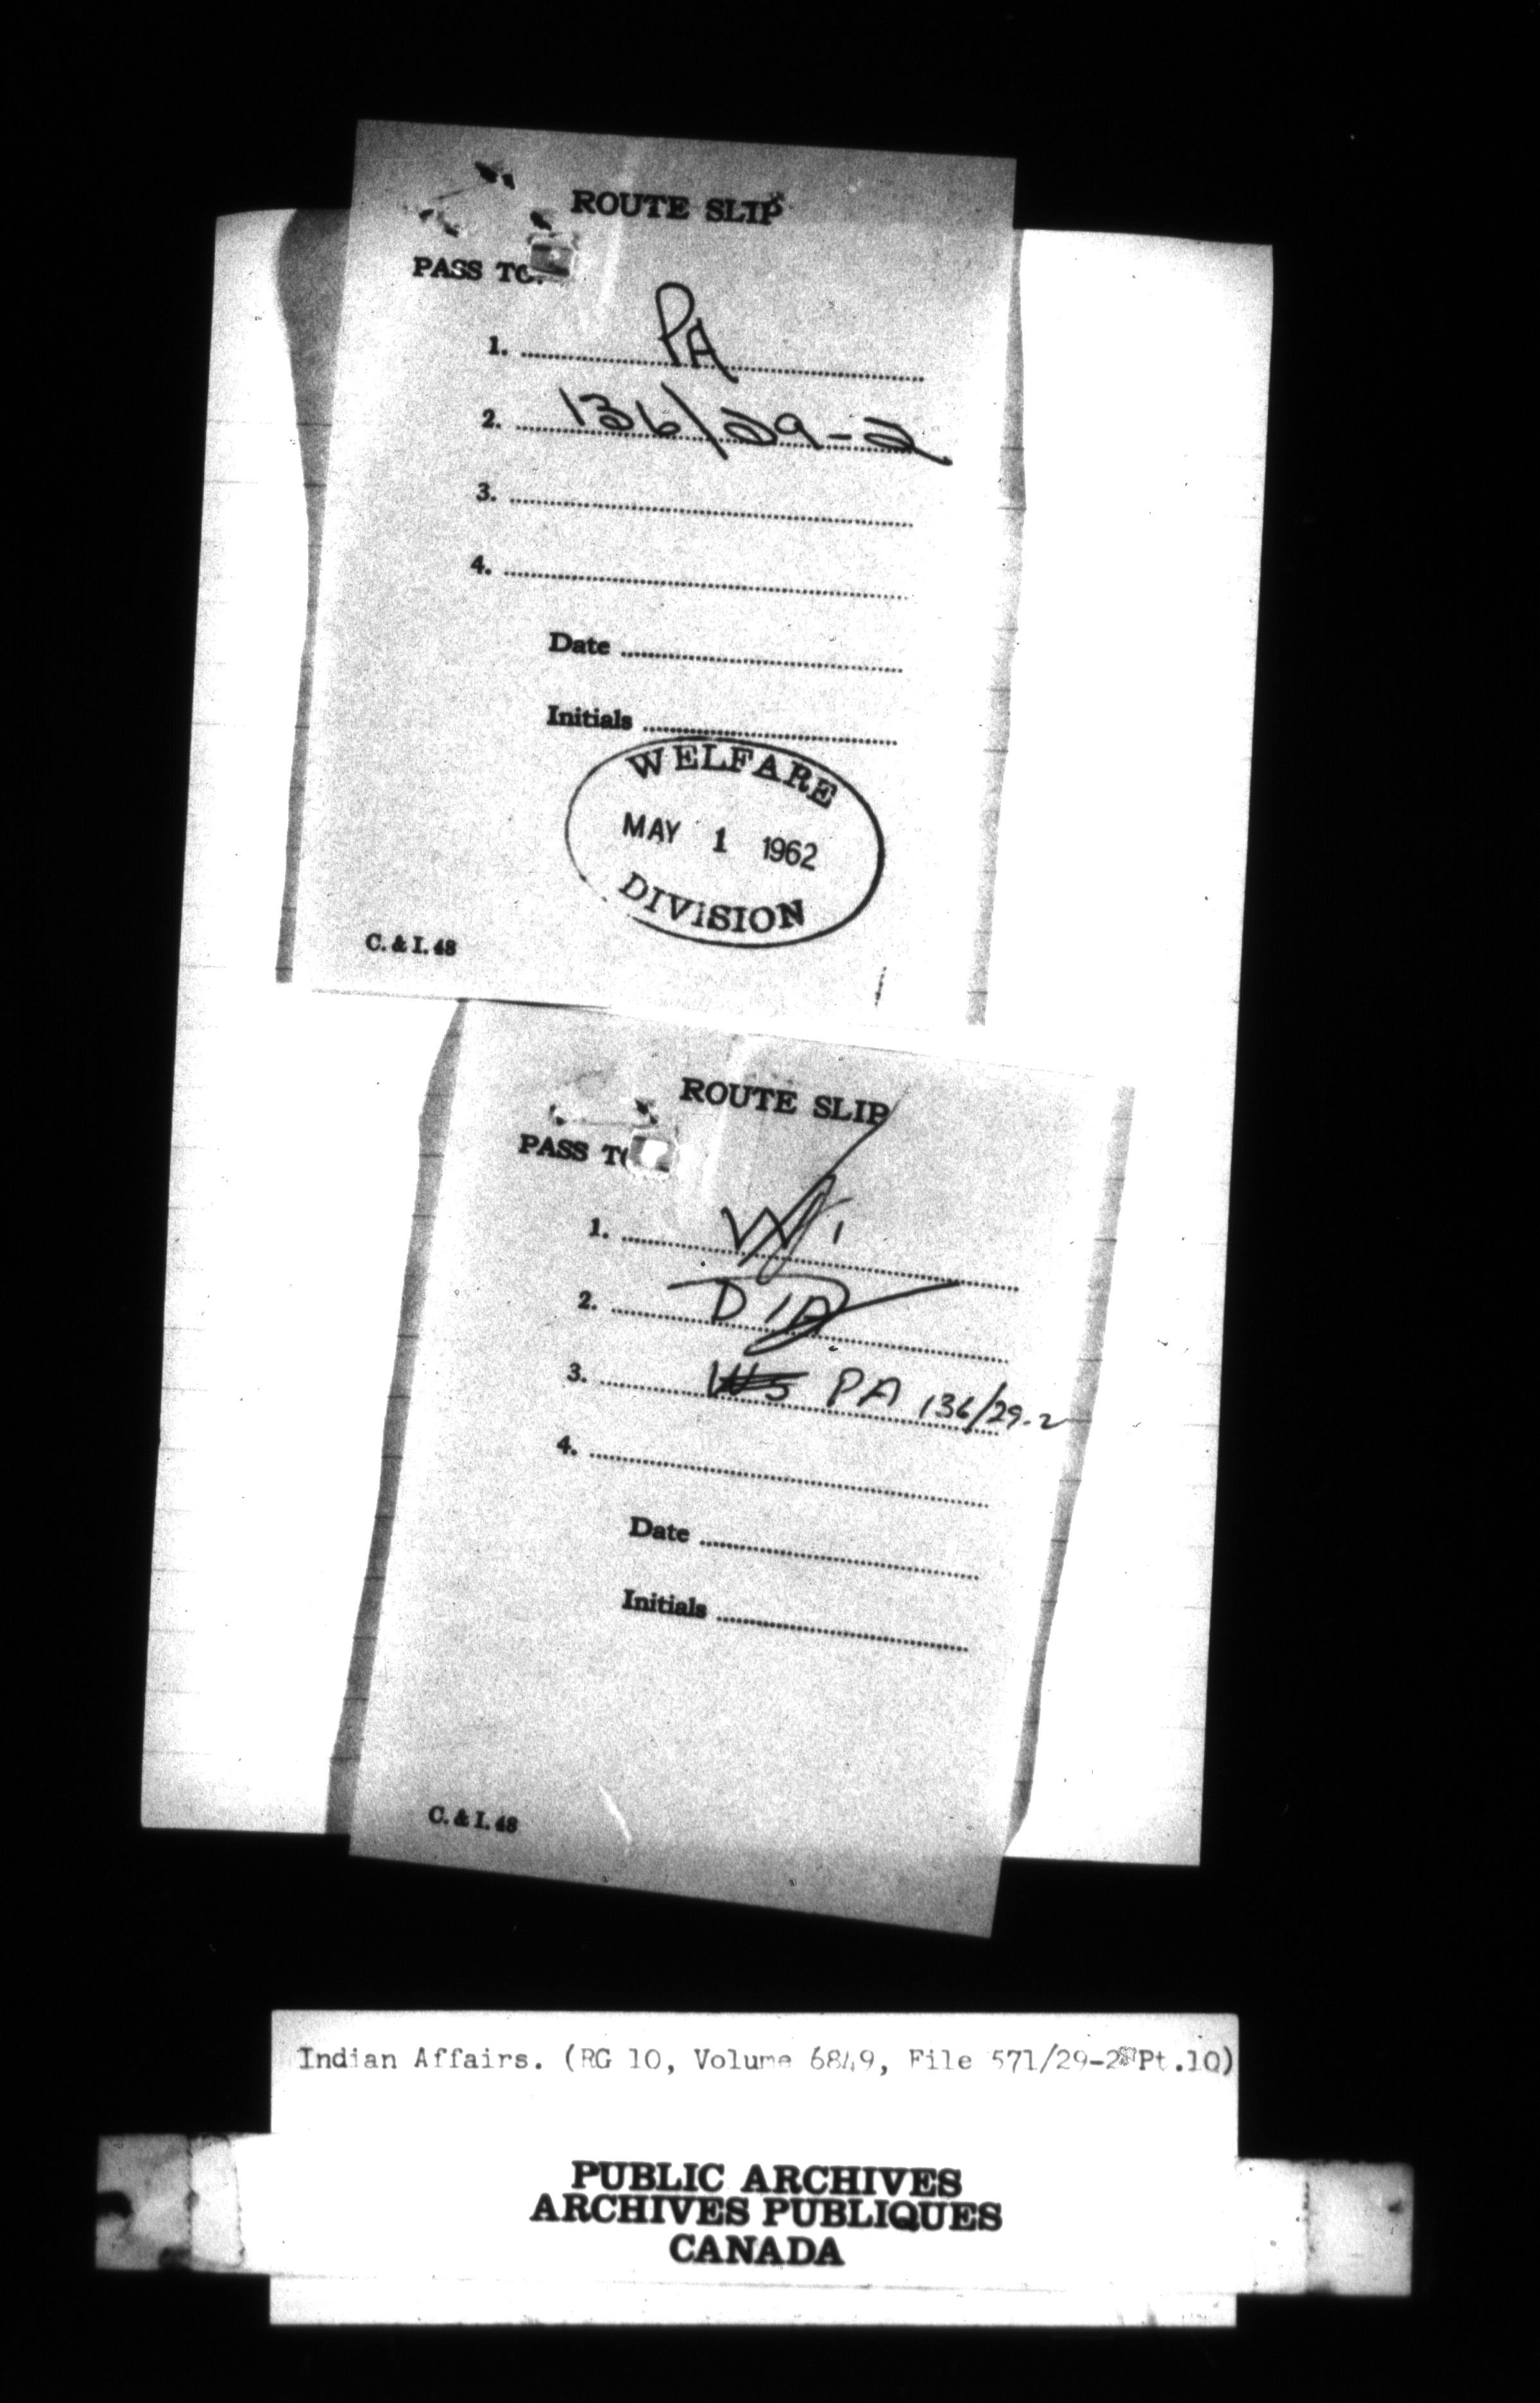 ROUTE SLIP
PASS TO:
1. PA
2. 136/29-2
3.
4.
Date
Initials
WELFARE
MAY 1 1962
DIVISION
C. & I. 48
ROUTE SLIP
PASS TO
1.
2. DIA
3. PA 136/29-2
4.
Date
Initials
C. & I. 48
Indian Affairs. (RG 10, Volume 6849, File 571/29-2 Pt.10)
PUBLIC ARCHIVES
ARCHIVES PUBLIQUES
CANADA